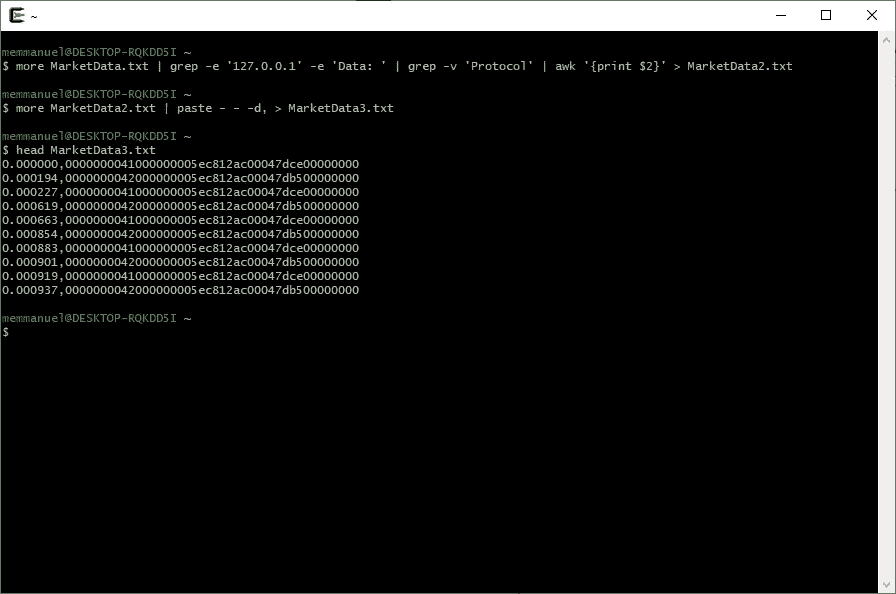 ~
memmanuel@DESKTOP-RQKDD5I ~
$ more MarketData.txt | grep -e '127.0.0.1' -e 'Data: ' | grep -v 'Protocol' | awk '{print $2}' > MarketData2.txt
memmanuel@DESKTOP-RQKDD5I ~
$ more MarketData2.txt | paste - - -d, > MarketData3.txt
memmanuel@DESKTOP-RQKDD5I ~
$ head MarketData3.txt
0.000000,0000000041000000005ec812ac00047dce00000000
0.000194,0000000042000000005ec812ac00047db500000000
0.000227,0000000041000000005ec812ac00047dce00000000
0.000619,0000000042000000005ec812ac00047db500000000
0.000663,0000000041000000005ec812ac00047dce00000000
0.000854,0000000042000000005ec812ac00047db500000000
0.000883,0000000041000000005ec812ac00047dce00000000
0.000901,0000000042000000005ec812ac00047db500000000
0.000919,0000000041000000005ec812ac00047dce00000000
0.000937,0000000042000000005ec812ac00047db500000000
memmanuel@DESKTOP-RQKDD5I ~
$